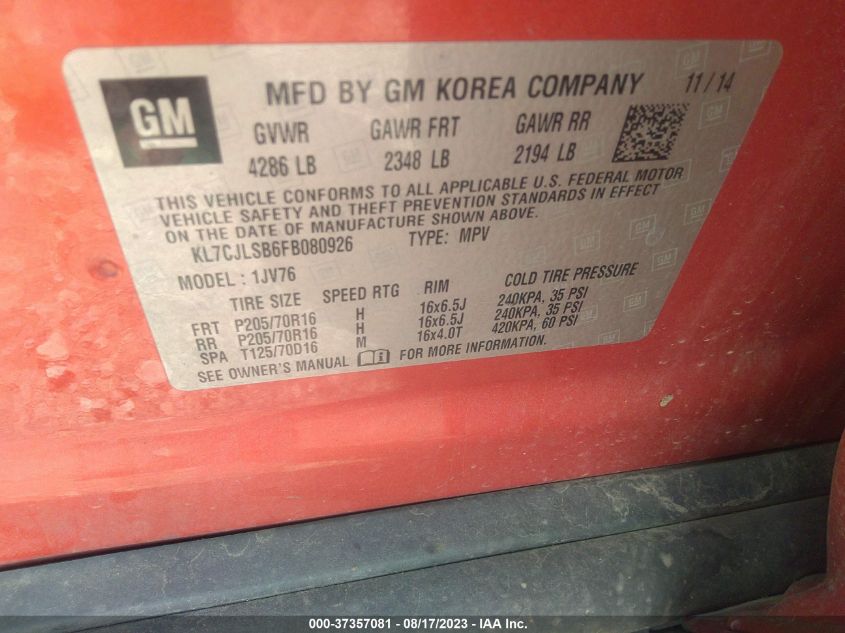 GM
MFD BY GM KOREA COMPANY 11/14
GVWR GAWR FRT GAWR RR
4286 LB 2348 LB 2194 LB
THIS VEHICLE CONFORMS TO ALL APPLICABLE U.S. FEDERAL MOTOR
VEHICLE SAFETY AND THEFT PREVENTION STANDARDS IN EFFECT
ON THE DATE OF MANUFACTURE SHOWN ABOVE.
KL7CJLSB6FB080926 TYPE: MPV
MODEL: 1JV76
TIRE SIZE SPEED RTG RIM COLD TIRE PRESSURE
FRT P205/70R16 H 16x6.5J 240KPA, 35 PSI
RR P205/70R16 H 16x6.5J 240KPA, 35 PSI
SPA T125/70D16 M 16x4.0T 420KPA, 60 PSI
SEE OWNER'S MANUAL FOR MORE INFORMATION.
000-37357081 - 08/17/2023 - IAA Inc.